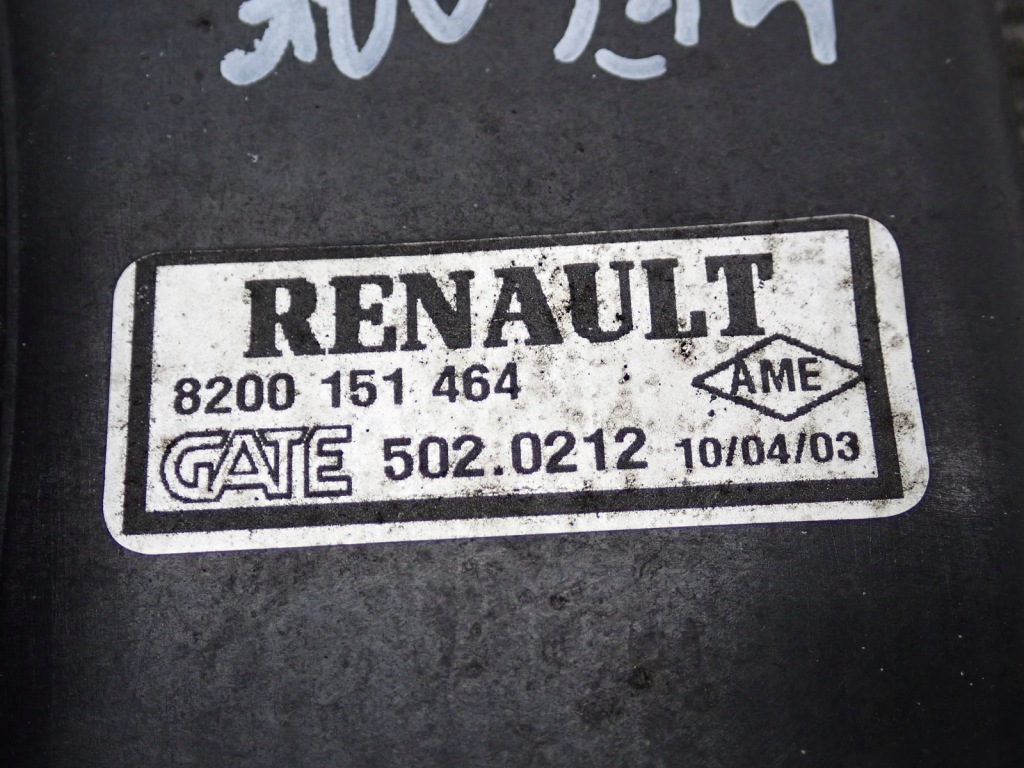 RENAULT
8200 151 464
AME
GATE 502.0212 10/04/03